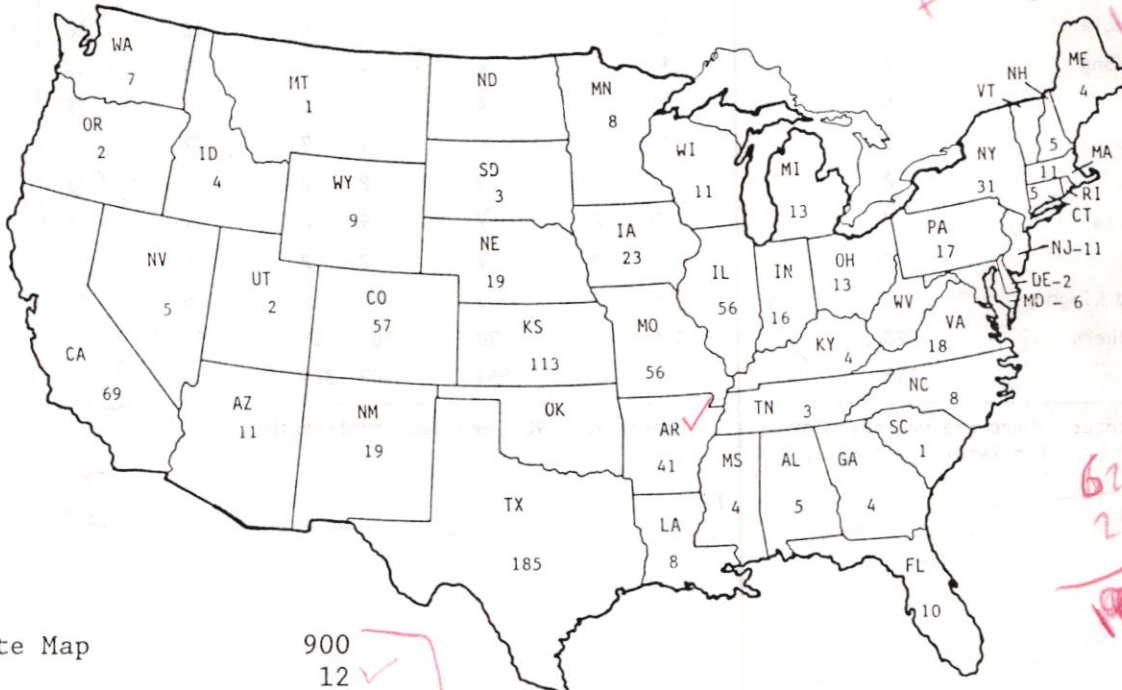 WA
7
MT
1
ND
MN
8
ME
4
NH
VT
OR
2
ID
4
WY
9
SD
3
WI
11
MI
13
NY
31
5
11
MA
5
RI
CT
NE
19
IA
23
PA
17
NJ-11
NV
5
UT
2
CO
57
IL
56
IN
16
OH
13
DE-2
MD - 6
WV
VA
18
KS
113
MO
56
KY
4
CA
69
AZ
11
NM
19
OK
AR
41
TN 3
NC
8
SC
1
MS
4
AL
5
GA
4
TX
185
LA
8
FL
10
te Map 900
12